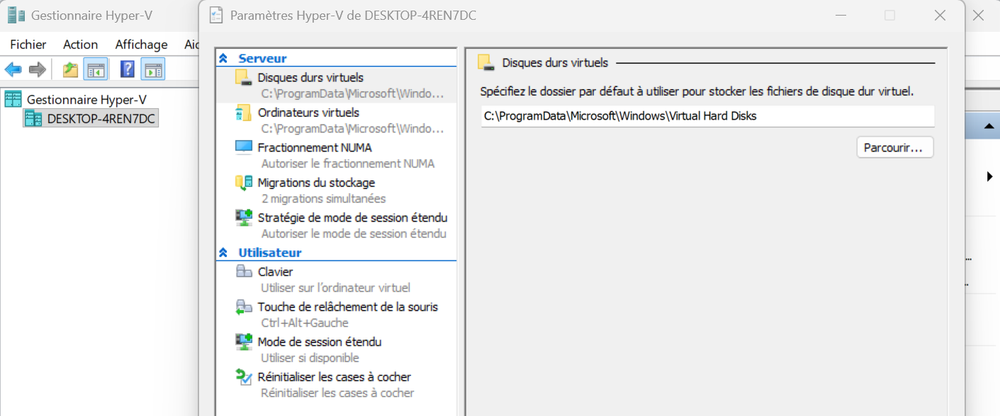 Gestionnaire Hyper-V
Paramètres Hyper-V de DESKTOP-4REN7DC
Fichier Action Affichage
Gestionnaire Hyper-V
DESKTOP-4REN7DC
Serveur
Disques durs virtuels
C:\ProgramData\Microsoft\Windo...
Ordinateurs virtuels
C:\ProgramData\Microsoft\Windo...
Fractionnement NUMA
Autoriser le fractionnement NUMA
Migrations du stockage
2 migrations simultanées
Stratégie de mode de session étendu
Autoriser le mode de session étendu
Utilisateur
Clavier
Utiliser sur l'ordinateur virtuel
Touche de relâchement de la souris
Ctrl+Alt+Gauche
Mode de session étendu
Utiliser si disponible
Réinitialiser les cases à cocher
Réinitialiser les cases à cocher
Disques durs virtuels
Spécifiez le dossier par défaut à utiliser pour stocker les fichiers de disque dur virtuel.
C:\ProgramData\Microsoft\Windows\Virtual Hard Disks
Parcourir...